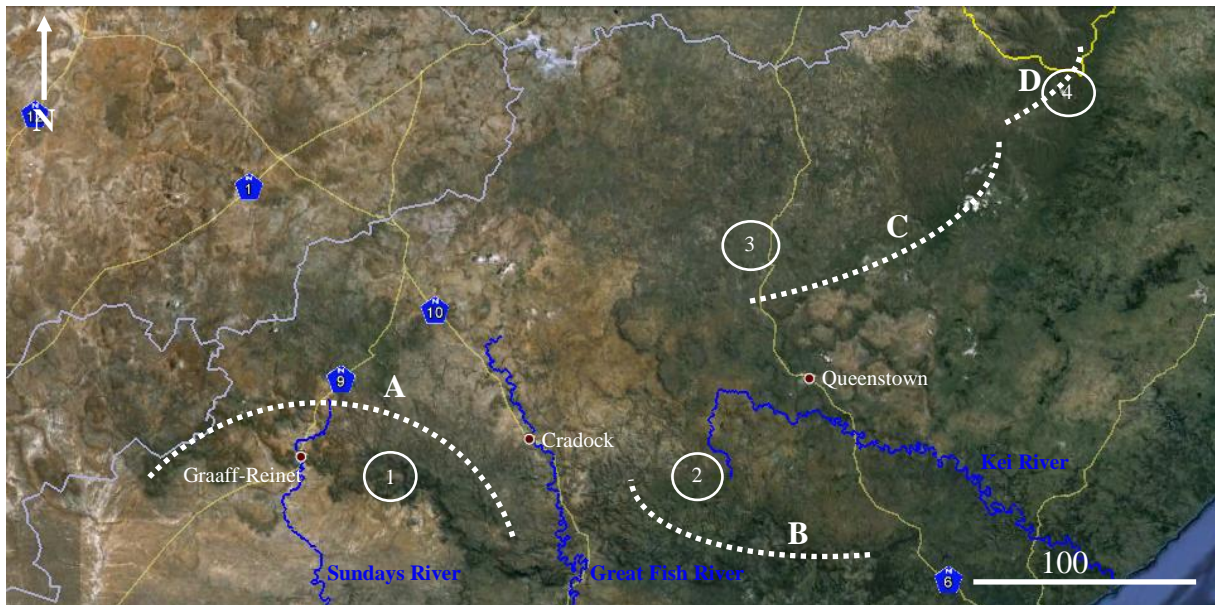 N
N
12
D
4
N
1
C
3
N
10
N
9
A
Queenstown
Cradock
Graaff-Reinet
1
2
Kei River
B
100
Sundays River
Great Fish River
N
6